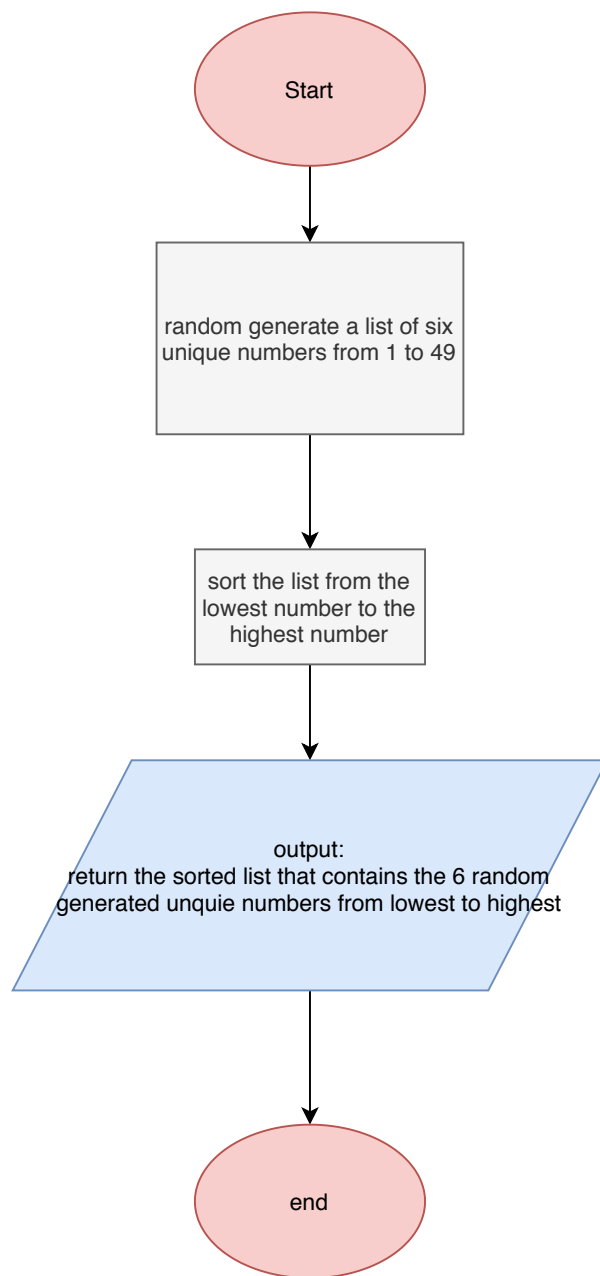 Start
random generate a list of six
unique numbers from 1 to 49
sort the list from the
lowest number to the
highest number
output:
return the sorted list that contains the 6 random
generated unquie numbers from lowest to highest
end